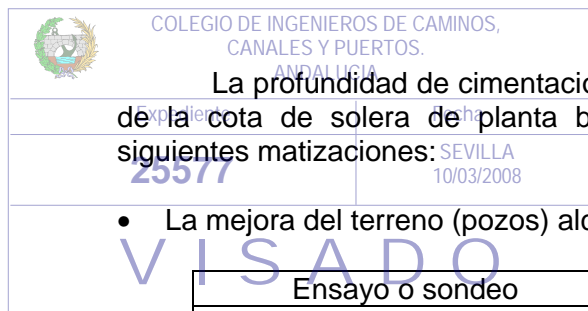 COLEGIO DE INGENIEROS DE CAMINOS,
CANALES Y PUERTOS.
ANDALUCIA
La profundidad de cimentació
Expediente Fecha
de la cota de solera de planta b
siguientes matizaciones:
SEVILLA
25577 10/03/2008
• La mejora del terreno (pozos) alc
VISADO
Ensayo o sondeo